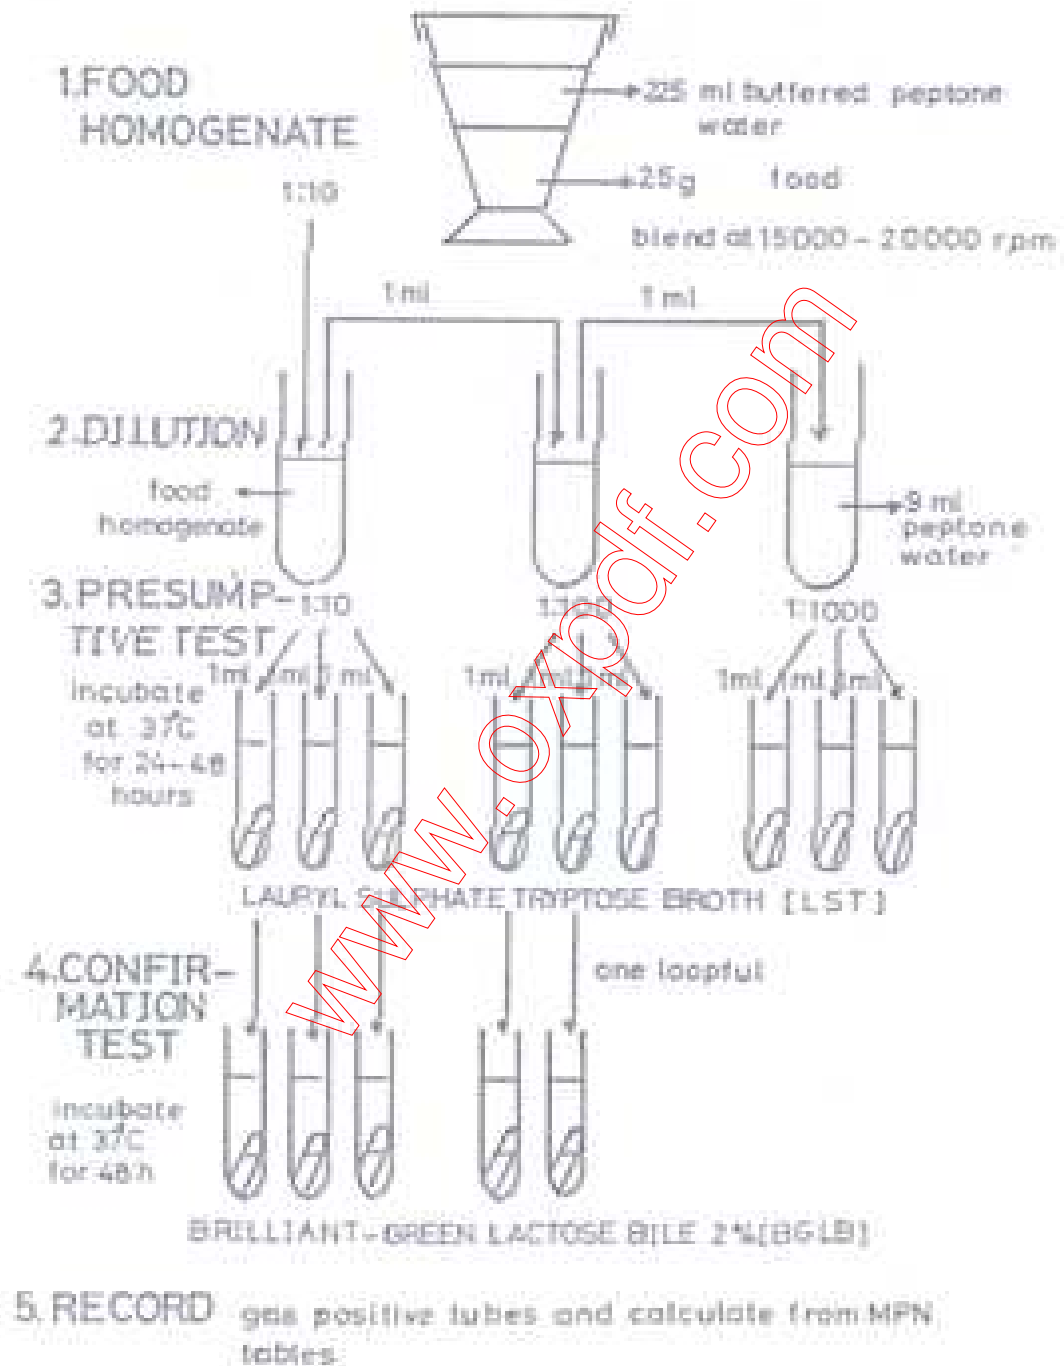 1.FOOD
HOMOGENATE
225 ml buffered peptone
water
25g food
blend at 15000 - 20000 rpm
1:10
1 ml
1 ml
2.DILUTION
food
homogenate
9 ml
peptone
water
3.PRESUMP-
TIVE TEST
1:10
1:100
1:1000
1ml 1ml 1 ml
1ml 1ml 1ml
1ml 1ml 1ml
incubate
at 37°C
for 24-48
hours
LAURYL SULPHATE TRYPTOSE BROTH [LST]
4.CONFIR-
MATION
TEST
one loopful
incubate
at 37°C
for 48 h
BRILLIANT-GREEN LACTOSE BILE 2%[BGLB]
5. RECORD gas positive tubes and calculate from MPN
tables
www.oxpdf.com